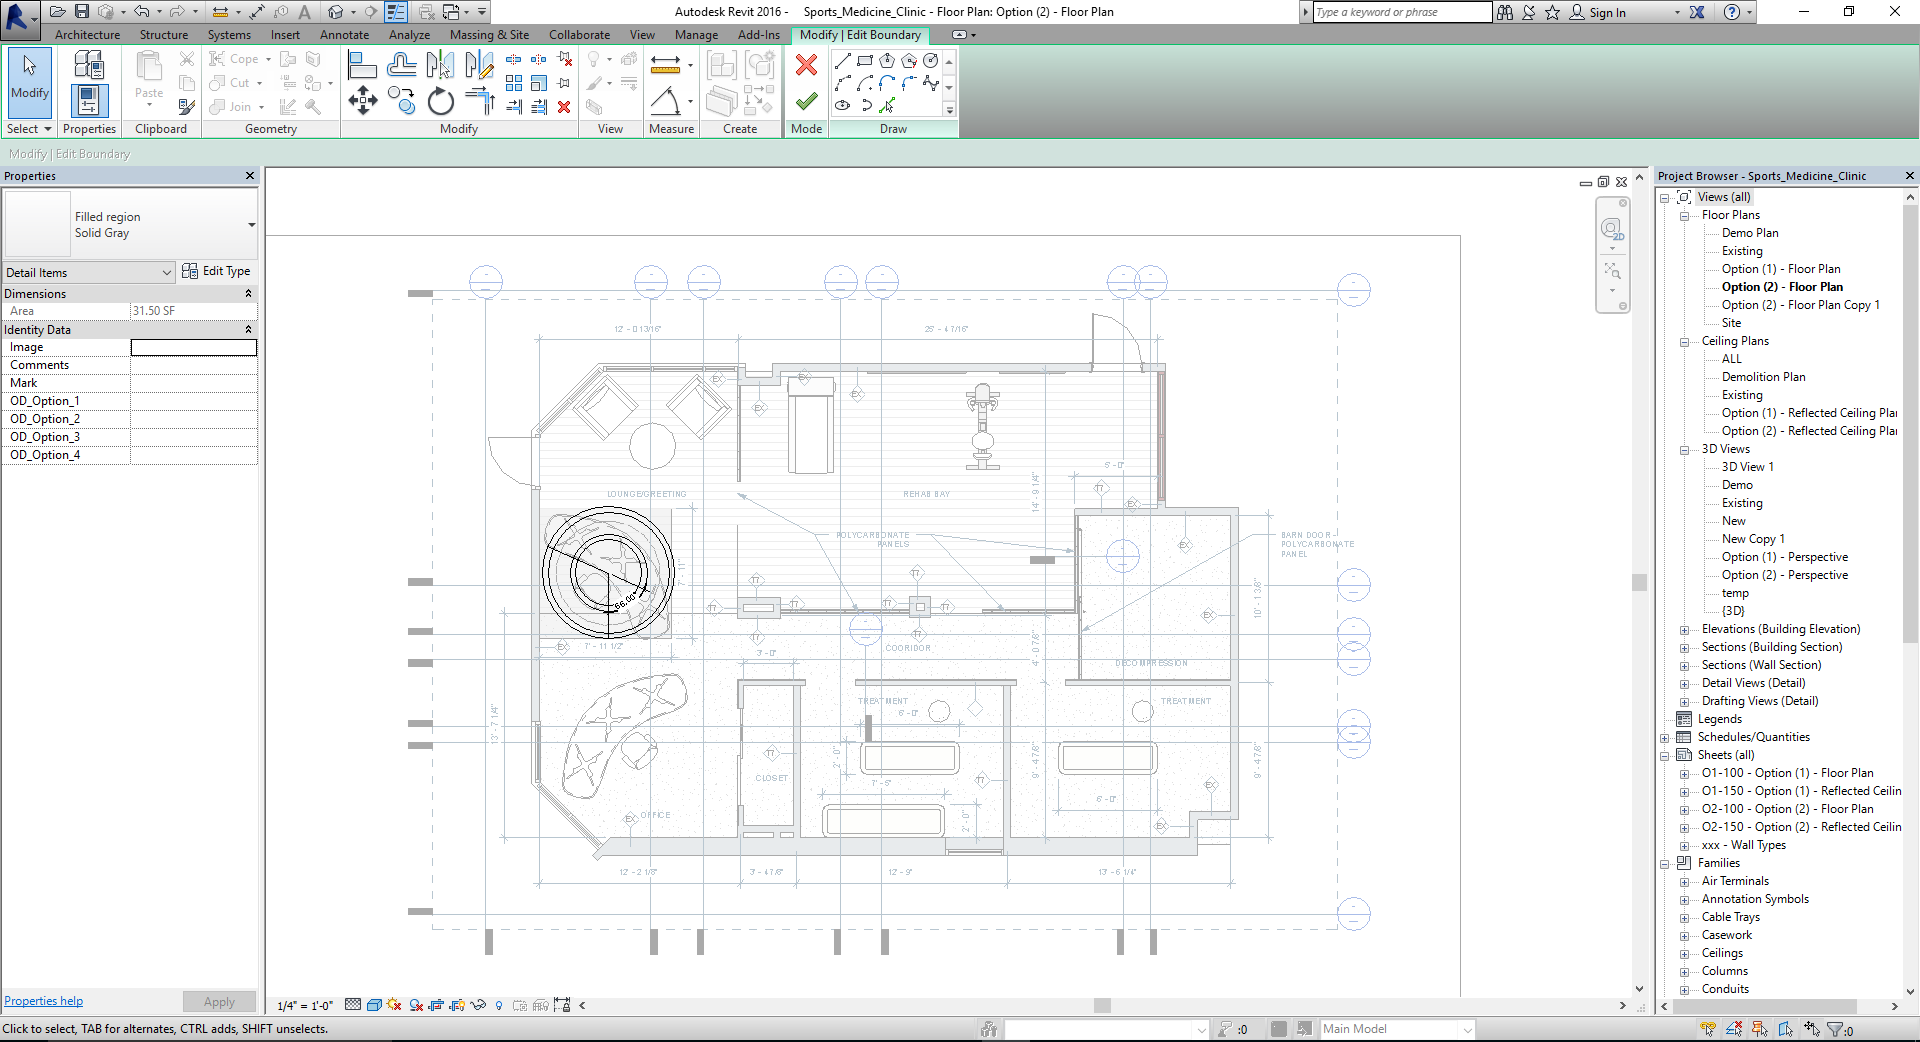 Autodesk Revit 2016 - Sports_Medicine_Clinic - Floor Plan: Option (2) - Floor Plan
Type a keyword or phrase
Sign In
Architecture Structure Systems Insert Annotate Analyze Massing & Site Collaborate View Manage Add-Ins Modify | Edit Boundary
Modify
Paste
Cope
Cut
Join
Select Properties Clipboard Geometry Modify View Measure Create Mode Draw
Modify | Edit Boundary
Properties
Filled region
Solid Gray
Detail Items
Edit Type
Dimensions
Area 31.50 SF
Identity Data
Image
Comments
Mark
OD_Option_1
OD_Option_2
OD_Option_3
OD_Option_4
Properties help
Apply
2D
LOUNGE/GREETING
REHAB BAY
POLYCARBONATE
PANELS
BARN DOOR -
POLYCARBONATE
PANEL
COORIDOR
DECOMPRESSION
TREATMENT
TREATMENT
CLOSET
OFFICE
12' - 0 13/16"
25' - 4 7/16"
14' - 9 1/4"
5' - 0"
7' - 11"
7' - 11 1/2"
3' - 0"
4' - 0 7/8"
10' - 1 3/8"
13' - 7 1/4"
6' - 0"
2' - 0"
7' - 5"
2' - 0"
9' - 4 7/8"
6' - 0"
9' - 4 7/8"
12' - 2 1/8"
3' - 4 7/8"
12' - 9"
13' - 6 1/4"
1/4" = 1'-0"
Project Browser - Sports_Medicine_Clinic
Views (all)
Floor Plans
Demo Plan
Existing
Option (1) - Floor Plan
Option (2) - Floor Plan
Option (2) - Floor Plan Copy 1
Site
Ceiling Plans
ALL
Demolition Plan
Existing
Option (1) - Reflected Ceiling Pla
Option (2) - Reflected Ceiling Pla
3D Views
3D View 1
Demo
Existing
New
New Copy 1
Option (1) - Perspective
Option (2) - Perspective
temp
{3D}
Elevations (Building Elevation)
Sections (Building Section)
Sections (Wall Section)
Detail Views (Detail)
Drafting Views (Detail)
Legends
Schedules/Quantities
Sheets (all)
O1-100 - Option (1) - Floor Plan
O1-150 - Option (1) - Reflected Ceilin
O2-100 - Option (2) - Floor Plan
O2-150 - Option (2) - Reflected Ceilin
xxx - Wall Types
Families
Air Terminals
Annotation Symbols
Cable Trays
Casework
Ceilings
Columns
Conduits
Click to select, TAB for alternates, CTRL adds, SHIFT unselects.
:0
Main Model
:0